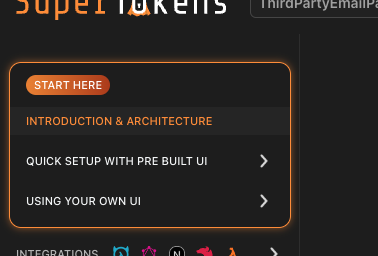 SuperTokens
ThirdPartyEmailPa
START HERE
INTRODUCTION & ARCHITECTURE
QUICK SETUP WITH PRE BUILT UI
USING YOUR OWN UI
INTEGRATIONS
N